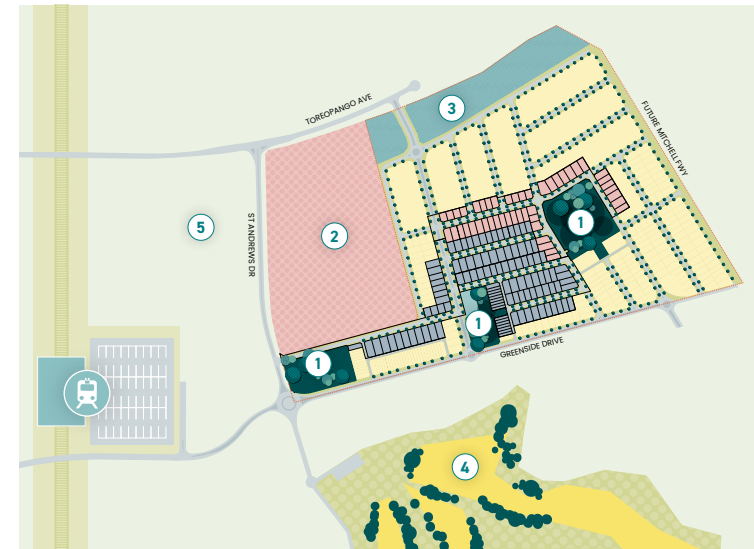 TOREOPANGO AVE
3
FUTURE MITCHELL FWY
5
ST ANDREWS DR
2
1
1
1
GREENSIDE DRIVE
4